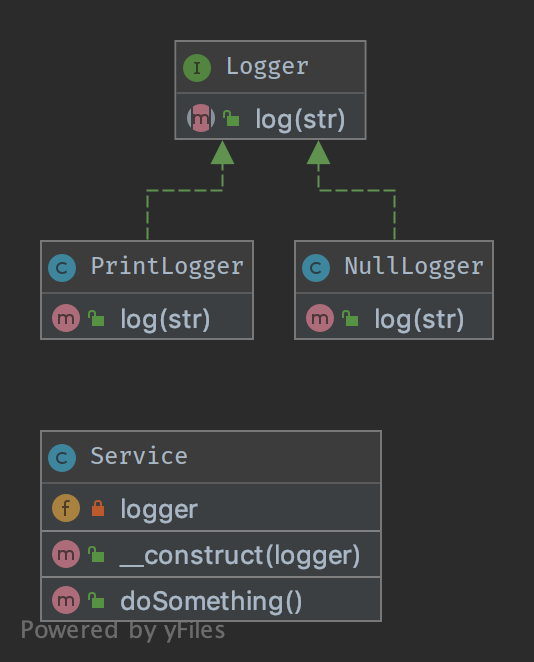 I Logger
m log(str)
C PrintLogger
m log(str)
C NullLogger
m log(str)
C Service
f logger
m __construct(logger)
m doSomething()
Powered by yFiles